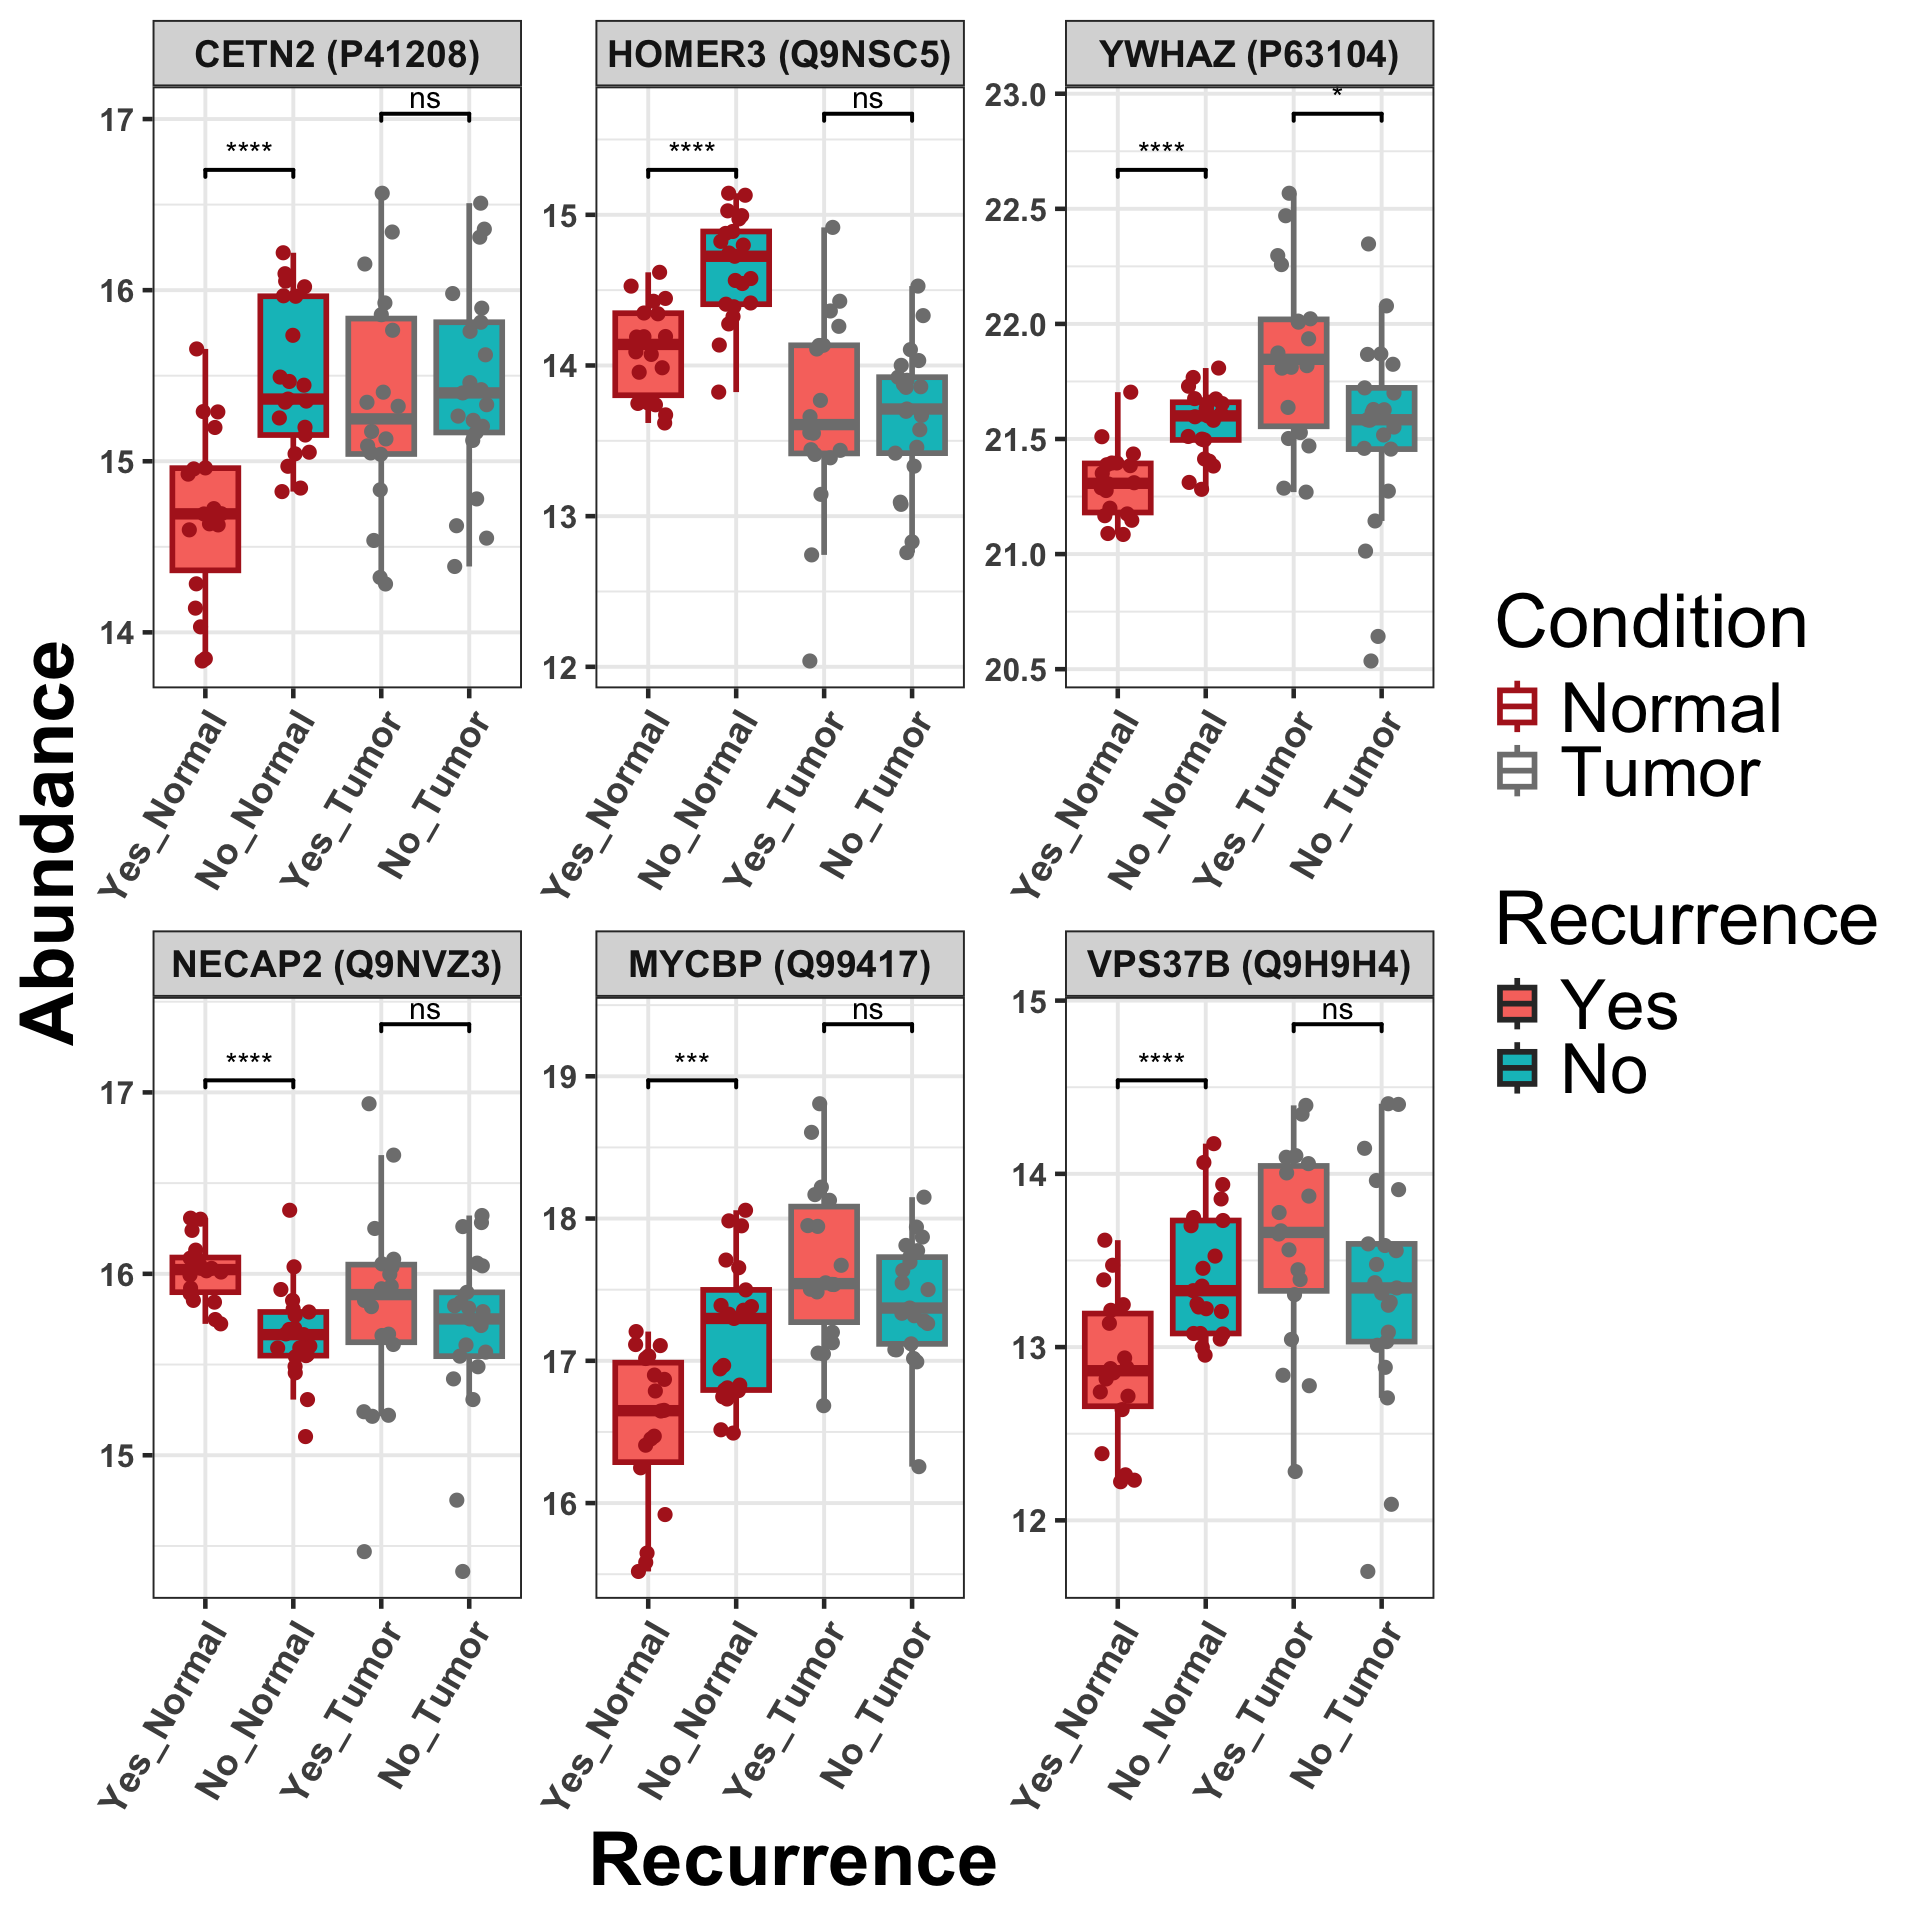 CETN2 (P41208)
HOMER3 (Q9NSC5)
YWHAZ (P63104)
17
16
15
14
**** ns
15
14
13
12
**** ns
23.0
22.5
22.0
21.5
21.0
20.5
**** *
Yes_Normal No_Normal Yes_Tumor No_Tumor
Yes_Normal No_Normal Yes_Tumor No_Tumor
Yes_Normal No_Normal Yes_Tumor No_Tumor
Abundance
NECAP2 (Q9NVZ3)
MYCBP (Q99417)
VPS37B (Q9H9H4)
17
16
15
**** ns
19
18
17
16
*** ns
15
14
13
12
**** ns
Yes_Normal No_Normal Yes_Tumor No_Tumor
Yes_Normal No_Normal Yes_Tumor No_Tumor
Yes_Normal No_Normal Yes_Tumor No_Tumor
Recurrence
Condition
Normal
Tumor
Recurrence
Yes
No